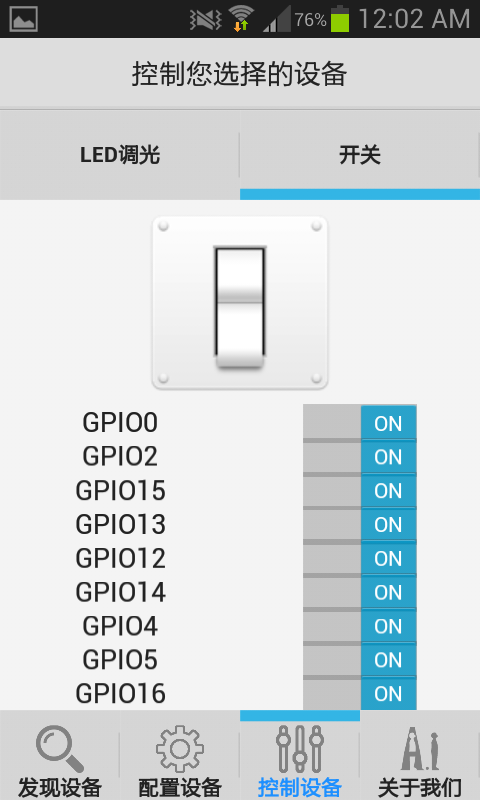 76% 12:02 AM
控制您选择的设备
LED调光 开关
GPIO0 ON
GPIO2 ON
GPIO15 ON
GPIO13 ON
GPIO12 ON
GPIO14 ON
GPIO4 ON
GPIO5 ON
GPIO16 ON
A.i
发现设备 配置设备 控制设备 关于我们